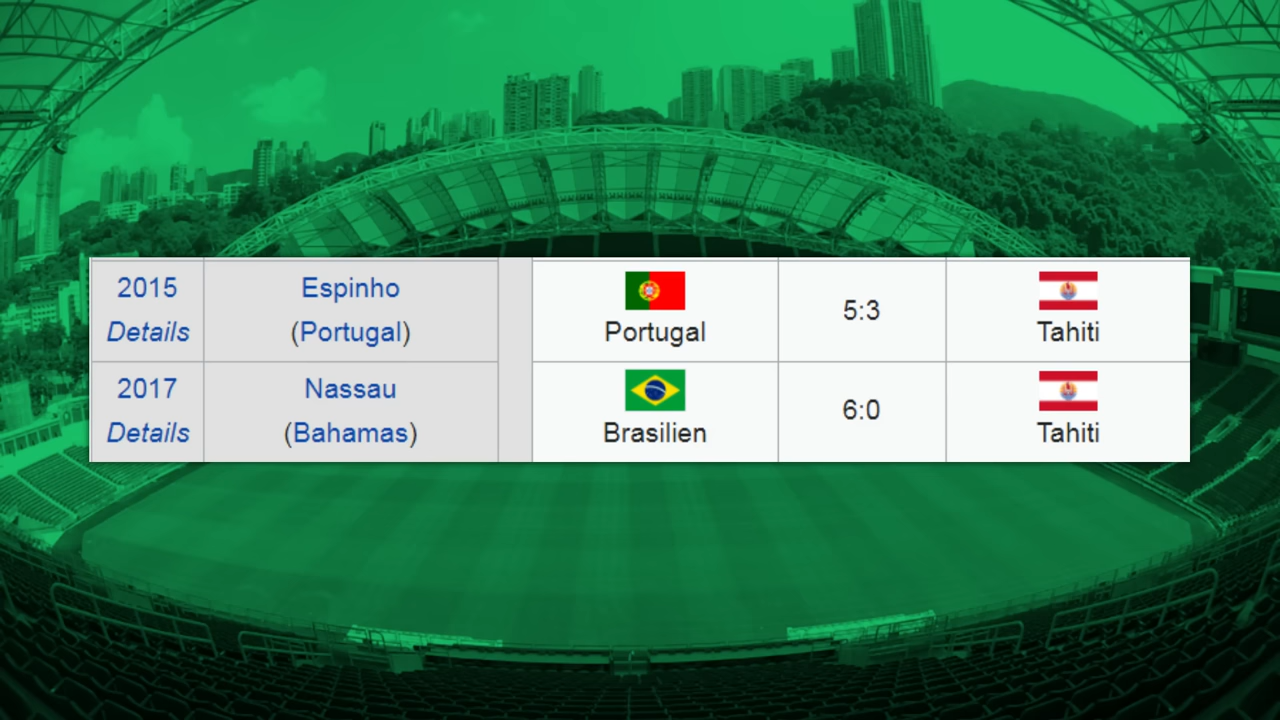 2015
Details
Espinho
(Portugal)
Portugal
5:3
Tahiti
2017
Details
Nassau
(Bahamas)
Brasilien
6:0
Tahiti